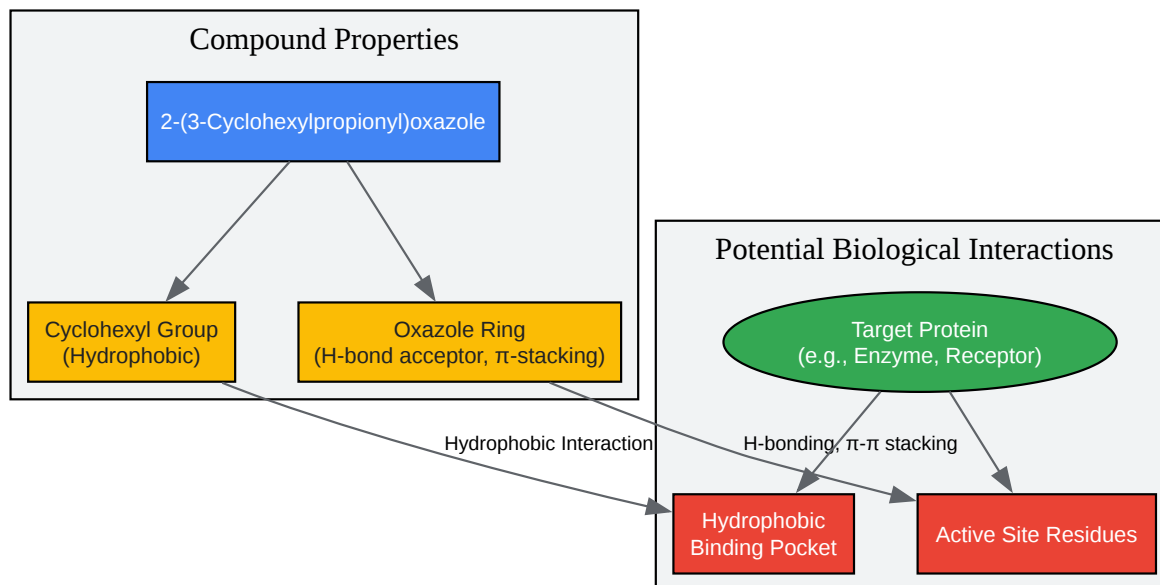 Compound Properties
2-(3-Cyclohexylpropionyl)oxazole
Cyclohexyl Group
(Hydrophobic)
Oxazole Ring
(H-bond acceptor, π-stacking)
Potential Biological Interactions
Target Protein
(e.g., Enzyme, Receptor)
Hydrophobic Interaction
H-bonding, π-π stacking
Hydrophobic
Binding Pocket
Active Site Residues